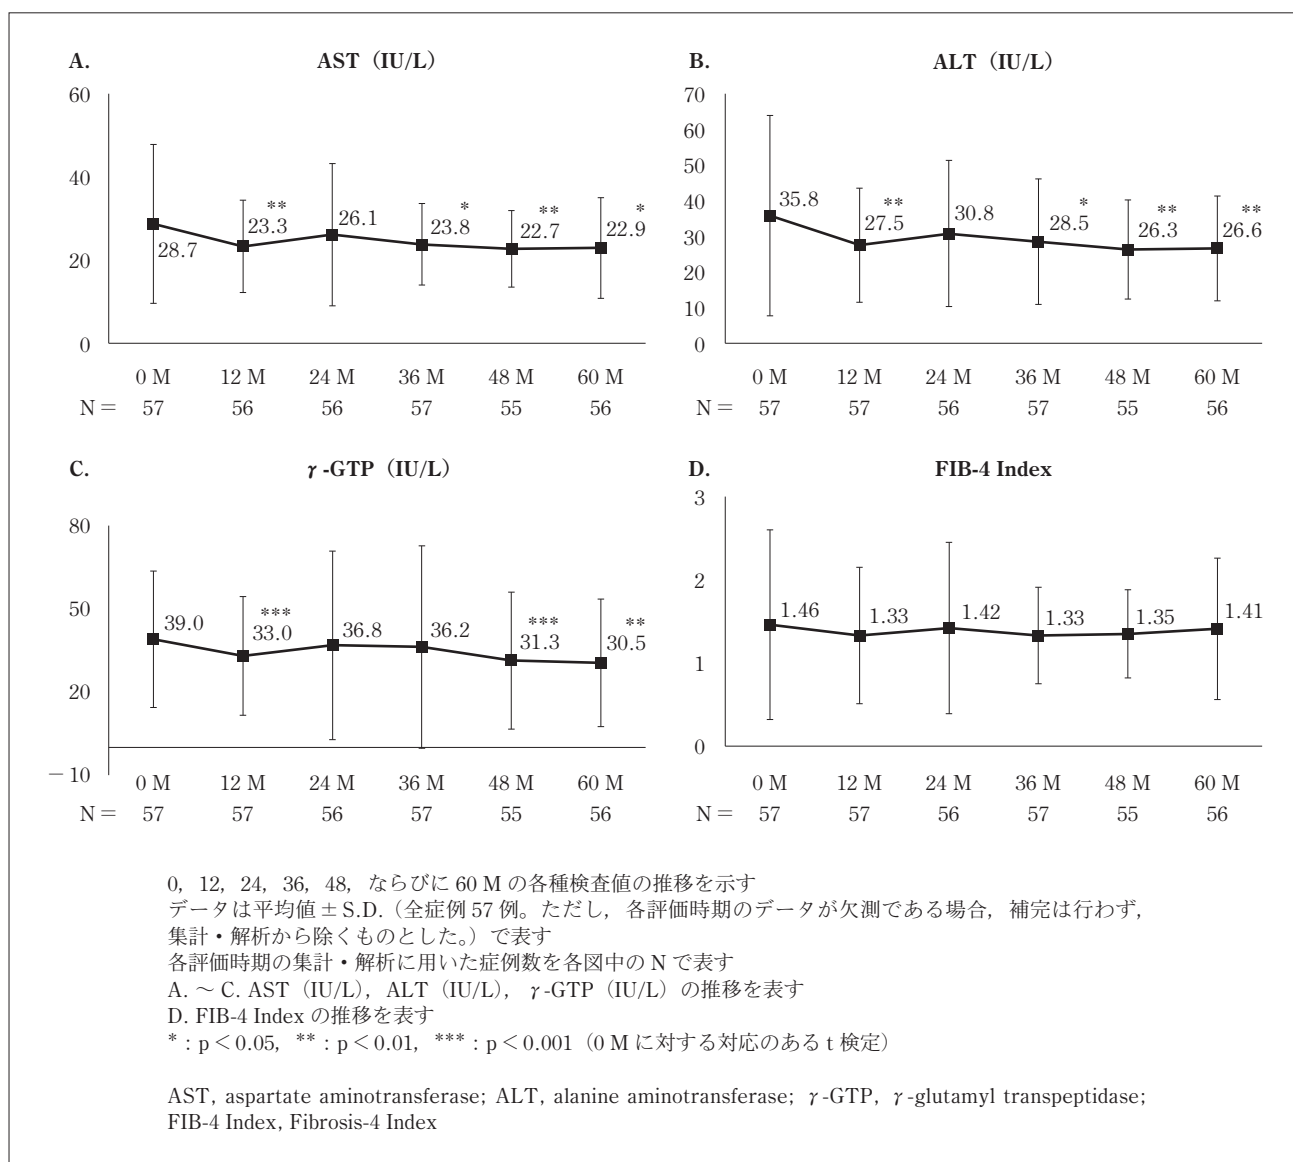 A. AST（IU/L）
60
40
20
0
28.7
** 23.3
26.1
* 23.8
** 22.7
* 22.9
0 M 12 M 24 M 36 M 48 M 60 M
N＝ 57 56 56 57 55 56
B. ALT（IU/L）
70
60
50
40
30
20
10
0
35.8
** 27.5
30.8
* 28.5
** 26.3
** 26.6
0 M 12 M 24 M 36 M 48 M 60 M
57 56 56 57 55 56
C. γ-GTP（IU/L）
80
50
20
－10
39.0
*** 33.0
36.8
36.2
*** 31.3
** 30.5
0 M 12 M 24 M 36 M 48 M 60 M
N＝ 57 57 56 57 55 56
D. FIB-4 Index
3
2
1
0
1.46
1.33
1.42
1.33
1.35
1.41
0 M 12 M 24 M 36 M 48 M 60 M
57 56 56 57 55 56
0，12，24，36，48，ならびに 60 M の各種検査値の推移を示す
データは平均値± S.D.（全症例 57 例。ただし，各評価時期のデータが欠測である場合，補完は行わず，
集計・解析から除くものとした。）で表す
各評価時期の集計・解析に用いた症例数を各図中の N で表す
A. ～ C. AST（IU/L），ALT（IU/L），γ-GTP（IU/L）の推移を表す
D. FIB-4 Index の推移を表す
*：p＜0.05，**：p＜0.01，***：p＜0.001（0 M に対する対応のある t 検定）
AST, aspartate aminotransferase; ALT, alanine aminotransferase; γ-GTP, γ-glutamyl transpeptidase;
FIB-4 Index, Fibrosis-4 Index